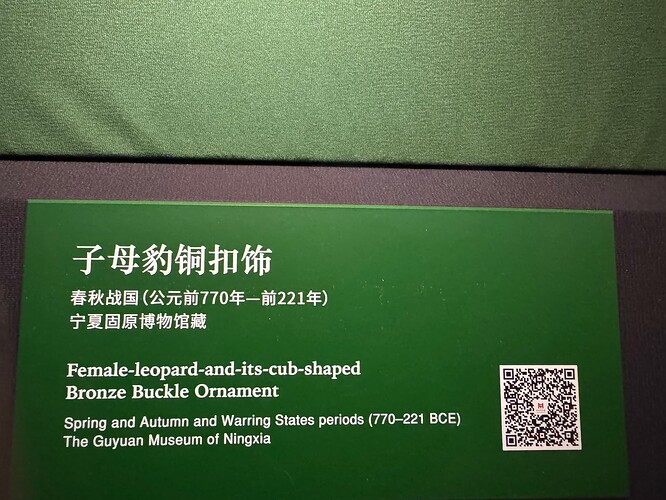 子母豹铜扣饰
春秋战国（公元前770年—前221年）
宁夏固原博物馆藏
Female-leopard-and-its-cub-shaped
Bronze Buckle Ornament
Spring and Autumn and Warring States periods (770–221 BCE)
The Guyuan Museum of Ningxia